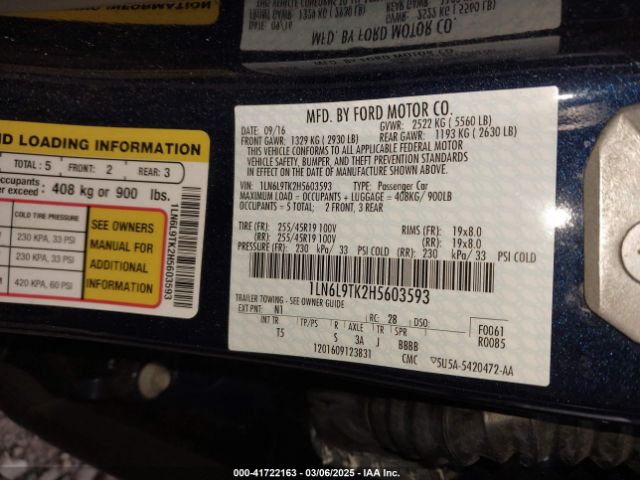 MFD. BY FORD MOTOR CO.
09/16
GVWR: 2522 KG ( 5560 LB)
FRONT GAWR: 1329 KG ( 2930 LB)
REAR GAWR: 1193 KG ( 2630 LB)
THIS VEHICLE CONFORMS TO ALL APPLICABLE FEDERAL MOTOR
VEHICLE SAFETY, BUMPER, AND THEFT PREVENTION STANDARDS
IN EFFECT ON THE DATE OF MANUFACTURE SHOWN ABOVE.
VIN: 1LN6L9TK2H5603593 TYPE: Passenger Car
MAXIMUM LOAD = OCCUPANTS + LUGGAGE = 408KG/ 900LB
OCCUPANTS = 5 TOTAL; 2 FRONT, 3 REAR
TIRE (FR): 255/45R19 100V RIMS (FR): 19x8.0
(RR): 255/45R19 100V (RR): 19x8.0
PRESSURE (FR): 230 kPa/ 33 PSI COLD (RR): 230 kPa/ 33 PSI COLD
1LN6L9TK2H5603593
TRAILER TOWING - SEE OWNER GUIDE
EXT PNT: N1 RC: 28 DSO:
INT TR TP/PS R AXLE TR SPR
T5 S 3A J BBBB
F0061
R0085
1201609123831 CMC 5U5A-5420472-AA
ND LOADING INFORMATION
TOTAL: 5 FRONT: 2 REAR: 3
exceed: 408 kg or 900 lbs.
COLD TIRE PRESSURE
230 KPA, 33 PSI
230 KPA, 33 PSI
420 KPA, 60 PSI
SEE OWNERS
MANUAL FOR
ADDITIONAL
INFORMATION
1LN6L9TK2H5603593
MFD. BY FORD MOTOR CO.
000-41722163 - 03/06/2025 - IAA Inc.